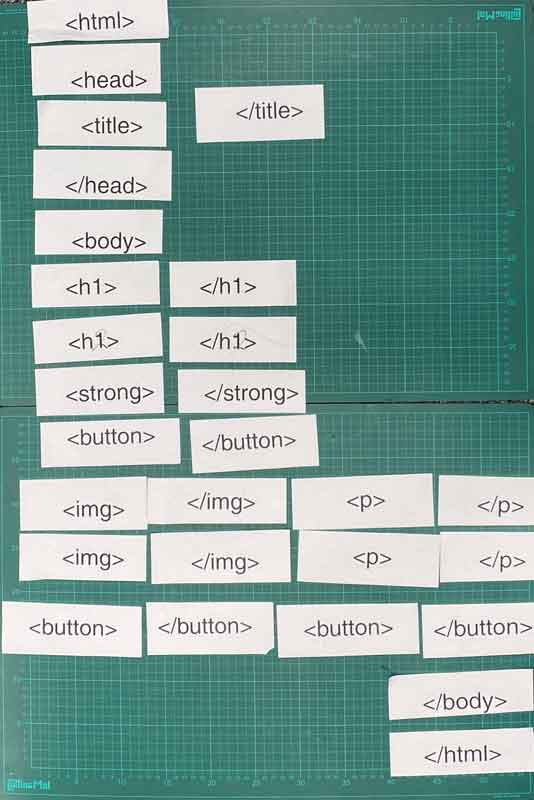 <html>
<head>
<title> </title>
</head>
<body>
<h1> </h1>
<h1> </h1>
<strong> </strong>
<button> </button>
<img> </img> <p> </p>
<img> </img> <p> </p>
<button> </button> <button> </button>
</body>
</html>